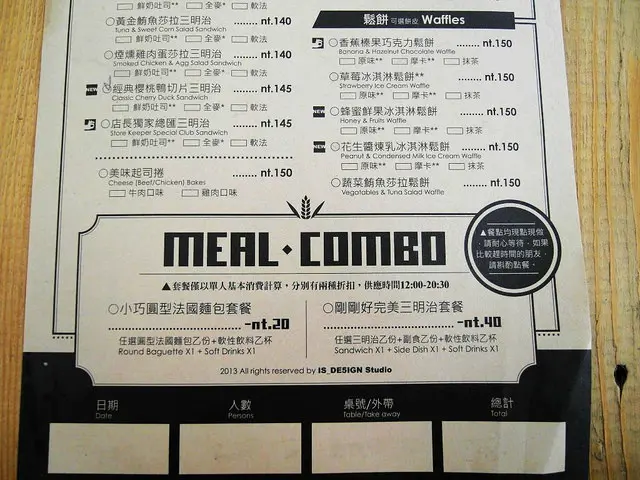 鮮奶吐司** 全麥* 軟法
黃金鮪魚莎拉三明治 ........ nt.140
Tuna & Sweet Corn Salad Sandwich
鮮奶吐司** 全麥* 軟法
煙燻雞肉蛋莎拉三明治 ...... nt.140
Smoked Chicken & Agg Salad Sandwich
鮮奶吐司** 全麥* 軟法
NEW 經典櫻桃鴨切片三明治 ...... nt.145
Classic Cherry Duck Sandwich
鮮奶吐司** 全麥* 軟法
店長獨家總匯三明治 ........ nt.145
Store Keeper Special Club Sandwich
鮮奶吐司** 全麥* 軟法
美味起司捲 ........ nt.150
Cheese (Beef/Chicken) Bakes
牛肉口味 雞肉口味
鬆餅 可選餅皮 Waffles
香蕉榛果巧克力鬆餅 ....... nt.150
Banana & Hazelnut Chocolate Waffle
原味** 摩卡** 抹茶
草莓冰淇淋鬆餅** ........ nt.150
Strawberry Ice Cream Waffle
原味** 摩卡** 抹茶
NEW 蜂蜜鮮果冰淇淋鬆餅 ....... nt.150
Honey & Fruits Waffle
原味** 摩卡** 抹茶
NEW 花生醬煉乳冰淇淋鬆餅 ...... nt.150
Peanut & Condensed Milk Ice Cream Waffle
原味** 摩卡** 抹茶
蔬菜鮪魚莎拉鬆餅 ........ nt.150
Vegatables & Tuna Salad Waffle
▲餐點均現點現做
，請耐心等待，如果
比較趕時間的朋友，
請斟酌點餐。
MEAL·COMBO
▲套餐僅以單人基本消費計算，分別有兩種折扣，供應時間12:00-20:30
小巧圓型法國麵包套餐
-nt.20
任選圓型法國麵包乙份+軟性飲料乙杯
Round Baguette X1 + Soft Drinks X1
剛剛好完美三明治套餐
-nt.40
任選三明治乙份+副食乙份+軟性飲料乙杯
Sandwich X1 + Side Dish X1 + Soft Drinks X1
2013 All rights reserved by IS_DE5IGN Studio
日期 人數 桌號/外帶 總計
Date Persons Table/Take away Total